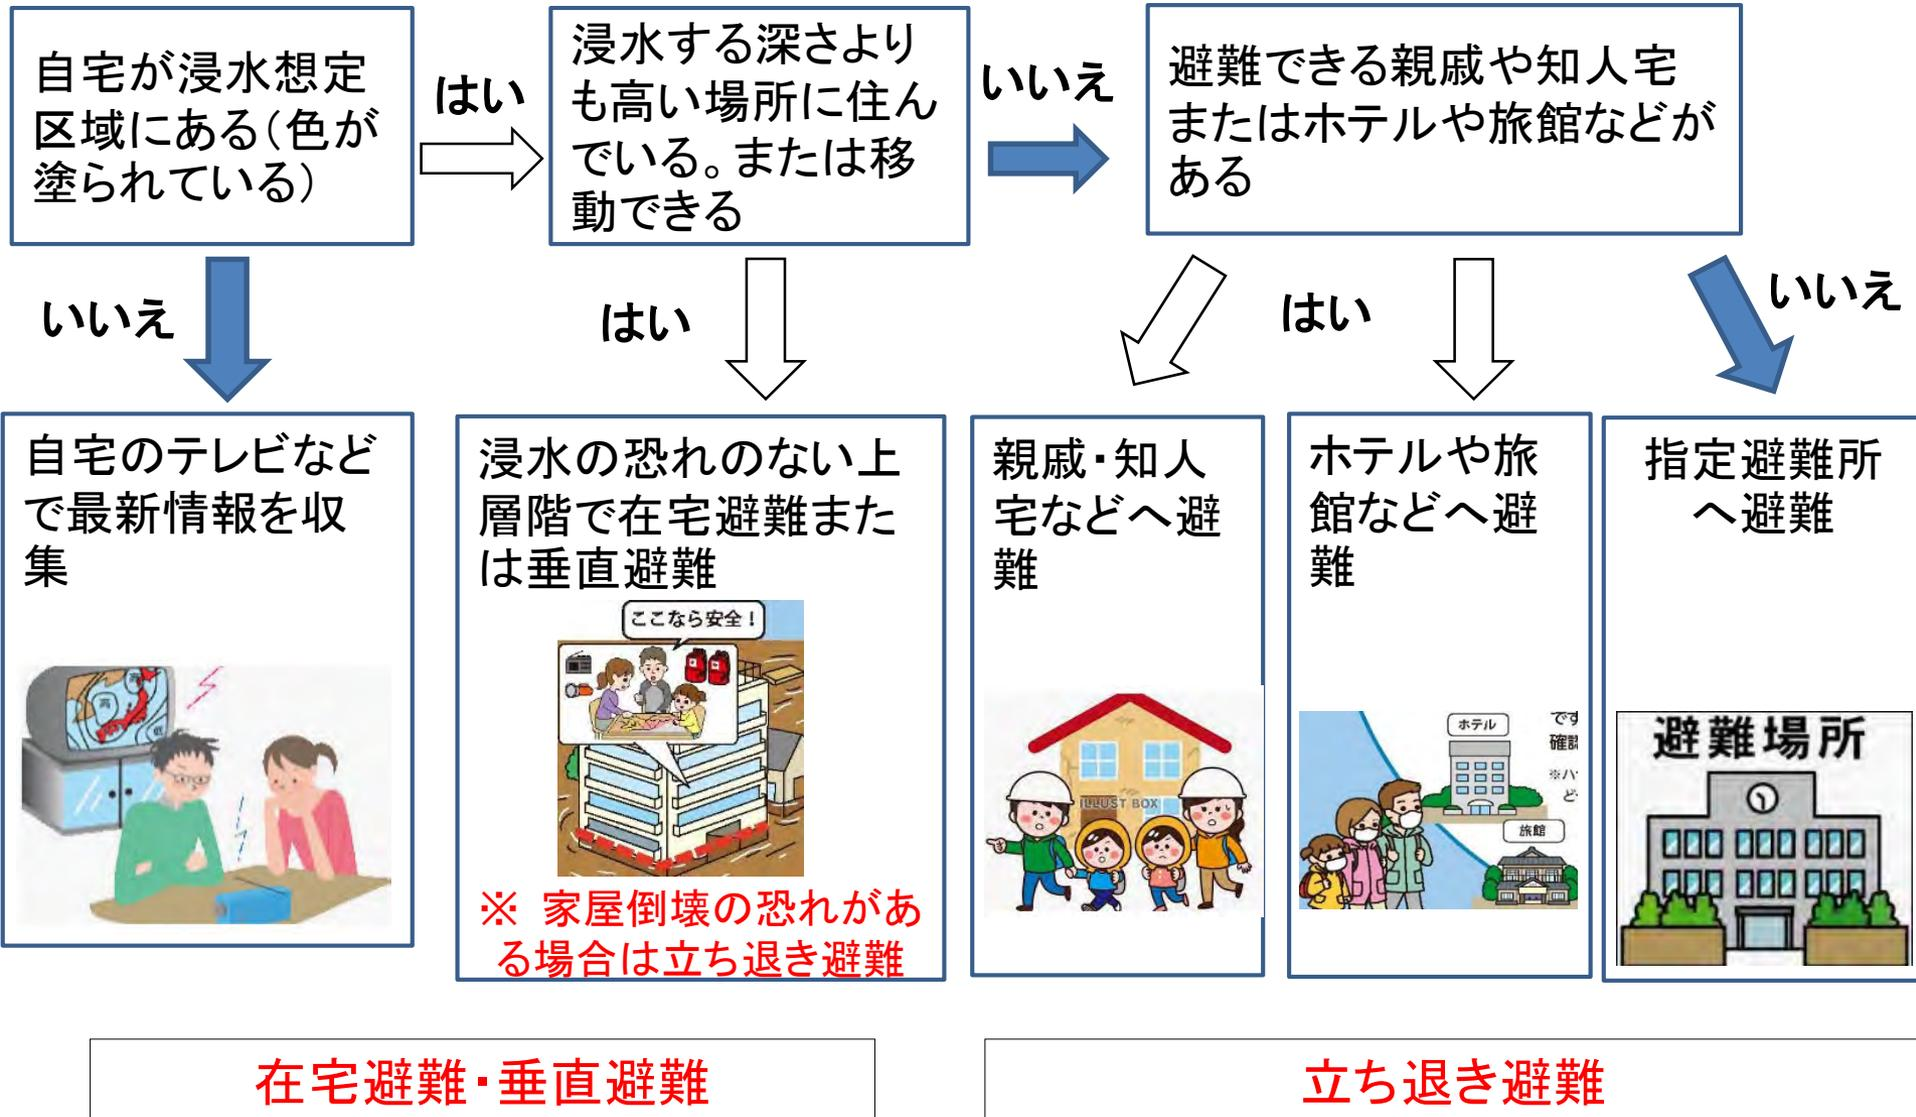 自宅が浸水想定
区域にある(色が
塗られている)
はい
浸水する深さより
も高い場所に住ん
でいる。または移
動できる
いいえ
避難できる親戚や知人宅
またはホテルや旅館などが
ある
いいえ
はい
はい
いいえ
自宅のテレビなど
で最新情報を収
集
高
低
浸水の恐れのない上
層階で在宅避難また
は垂直避難
ここなら安全!
※ 家屋倒壊の恐れがあ
る場合は立ち退き避難
親戚・知人
宅などへ避
難
ILLUST BOX
ホテルや旅
館などへ避
難
ホテル
です
確認
※ハ
ど
旅館
指定避難所
へ避難
避難場所
在宅避難・垂直避難
立ち退き避難